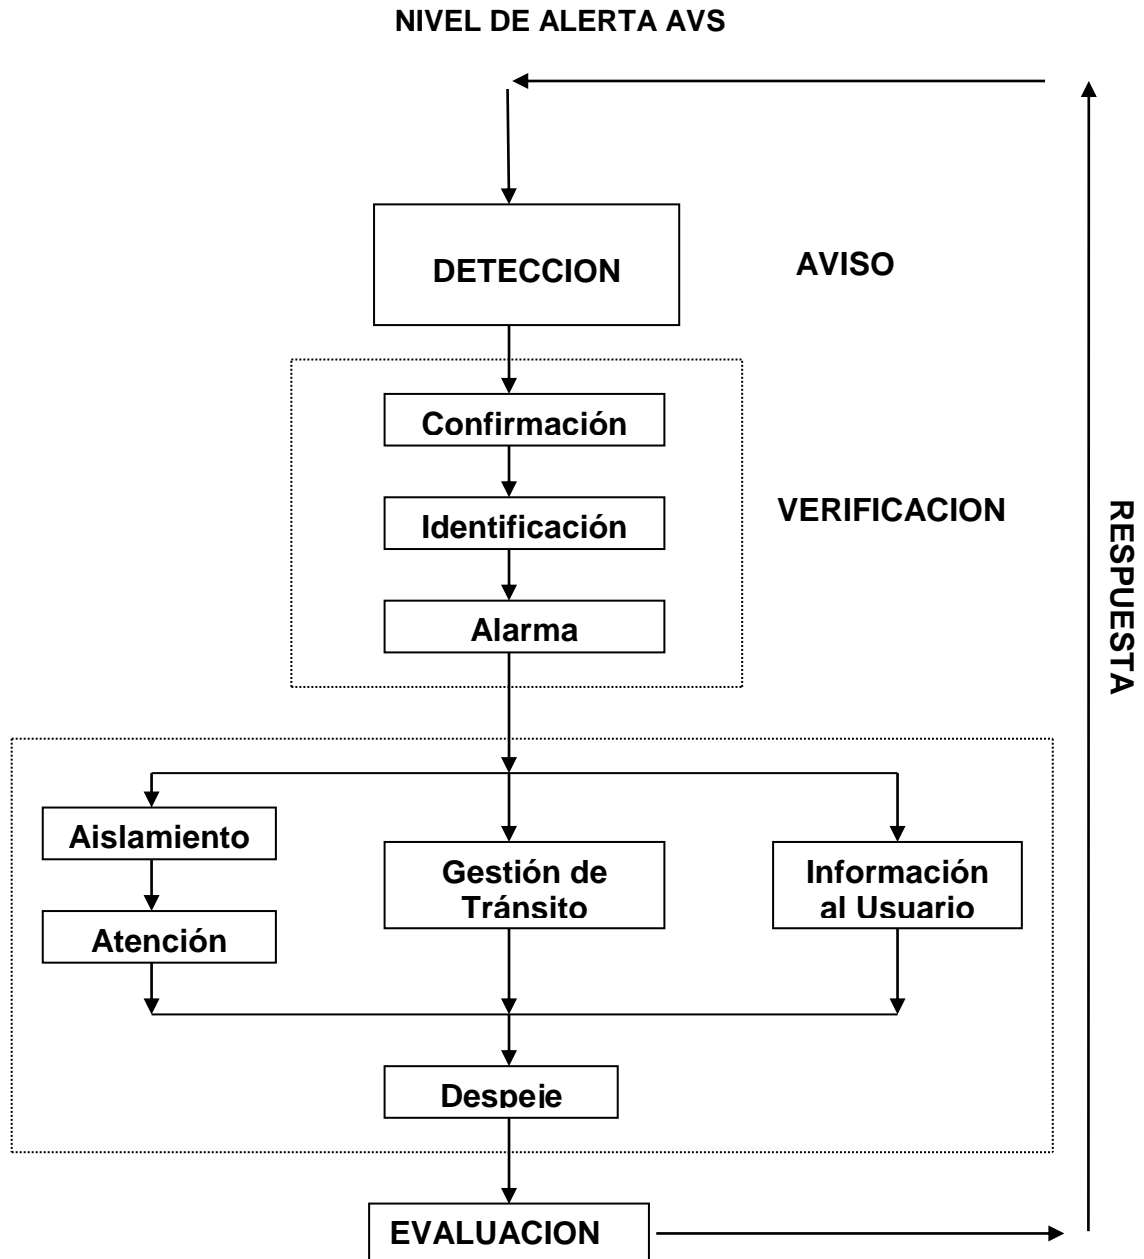 NIVEL DE ALERTA AVS
DETECCION
AVISO
Confirmación
Identificación
VERIFICACION
Alarma
RESPUESTA
Aislamiento
Atención
Gestión de
Tránsito
Información
al Usuario
Despeje
EVALUACION